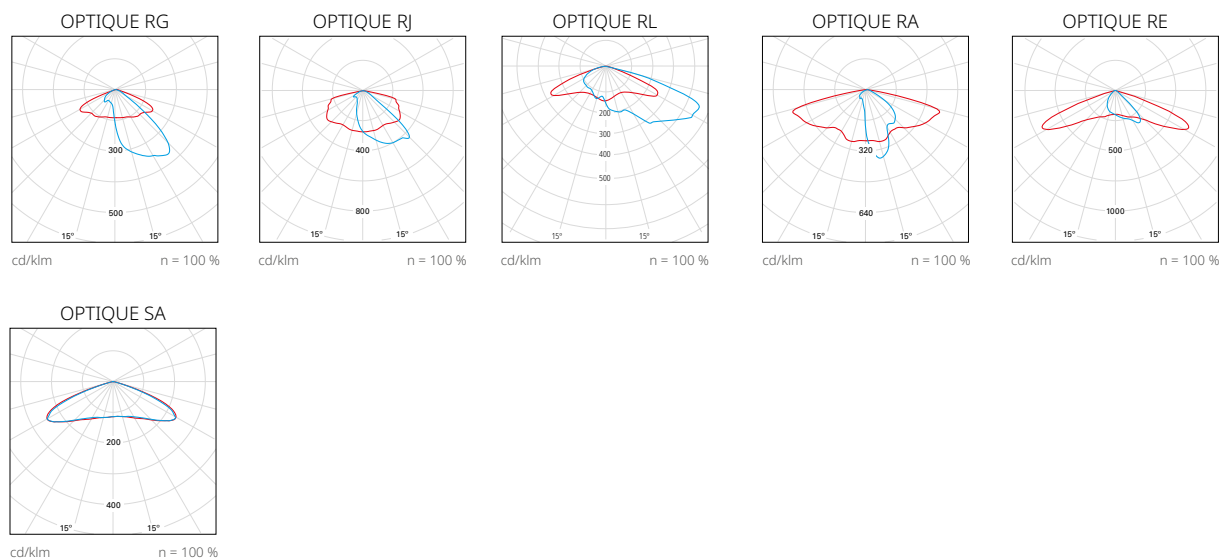 OPTIQUE RG
300
500
15° 15°
cd/klm n = 100 %
OPTIQUE RJ
400
800
15° 15°
cd/klm n = 100 %
OPTIQUE RL
200
300
400
500
15° 15°
cd/klm n = 100 %
OPTIQUE RA
320
640
15° 15°
cd/klm n = 100 %
OPTIQUE RE
500
1000
15° 15°
cd/klm n = 100 %
OPTIQUE SA
200
400
15° 15°
cd/klm n = 100 %